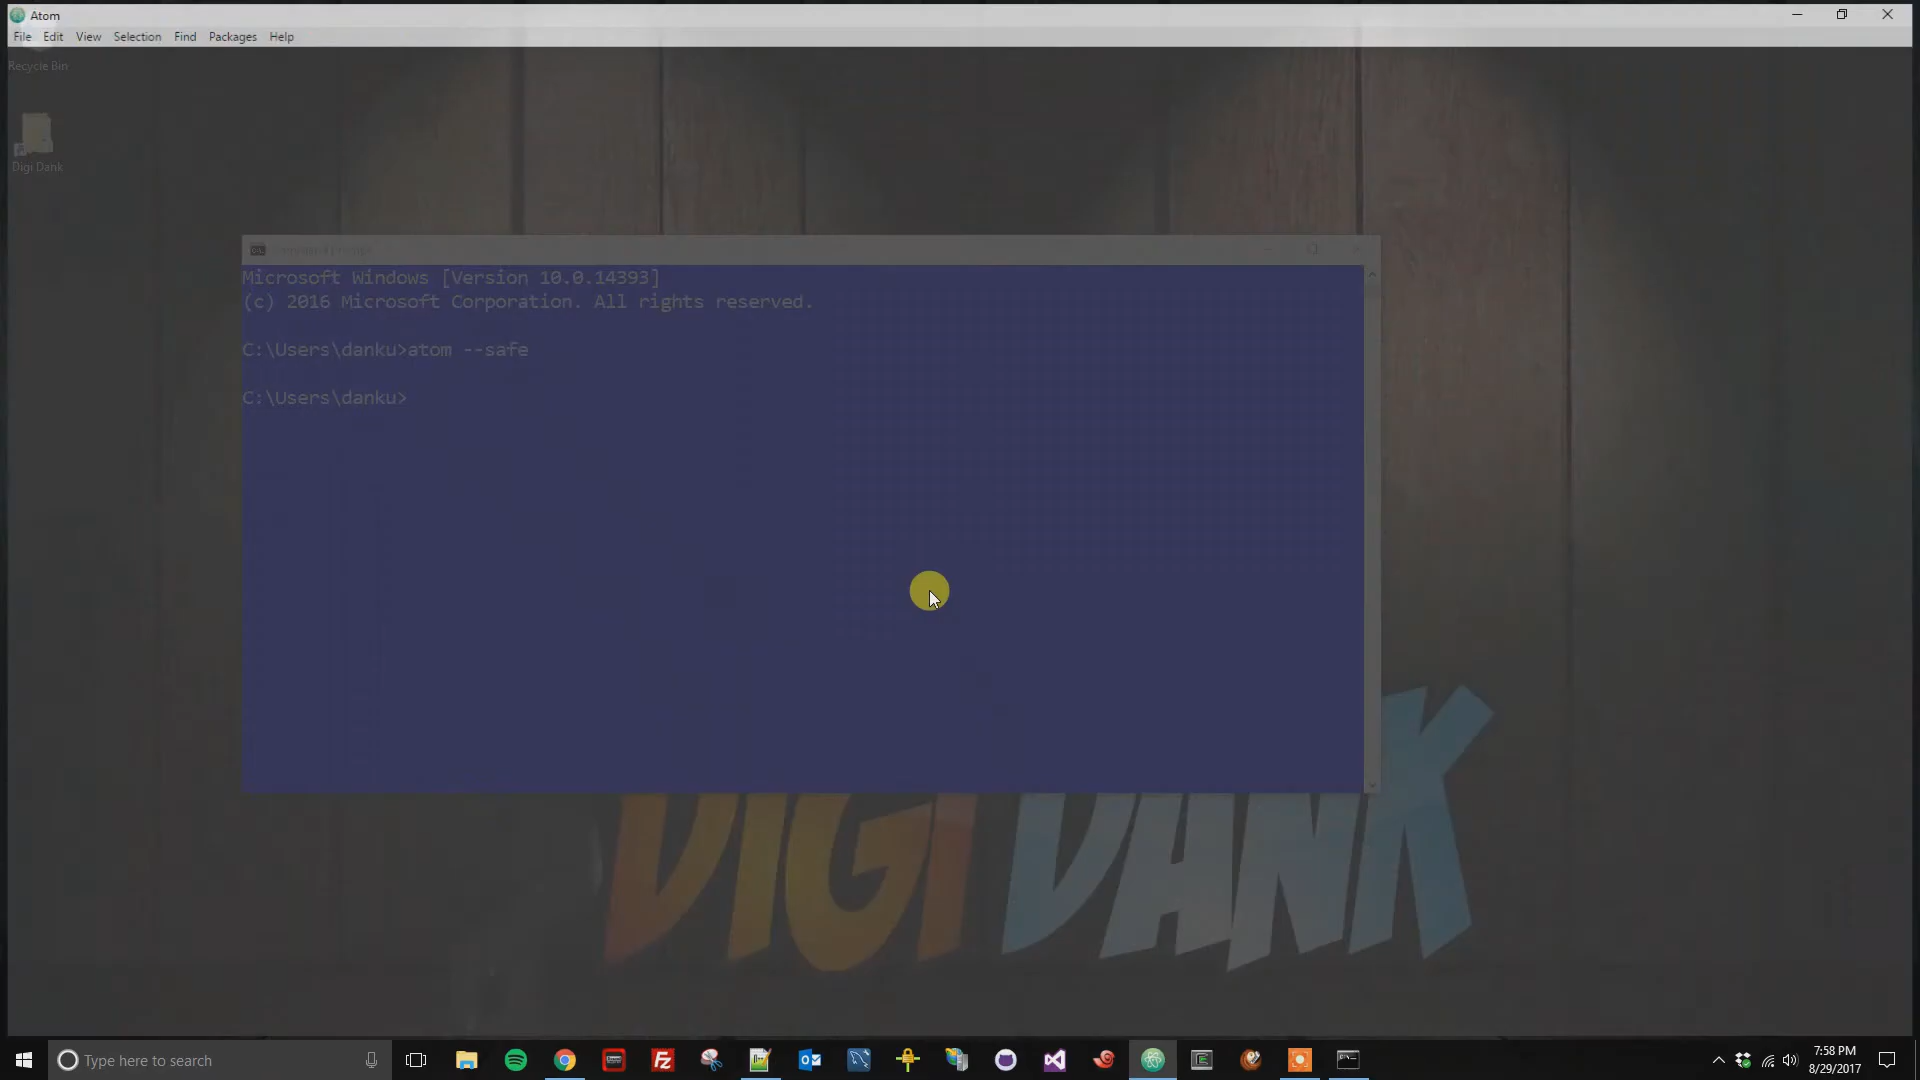 Atom
File Edit View Selection Find Packages Help
Recycle Bin
Digi Dank
Microsoft Windows [Version 10.0.14393]
(c) 2016 Microsoft Corporation. All rights reserved.
C:\Users\danku>atom --safe
C:\Users\danku>
DIGI DANK
Type here to search
7:58 PM
8/29/2017